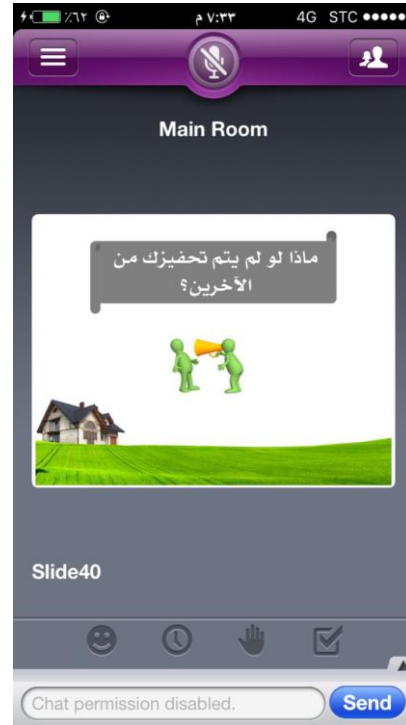 ٪٦٢ ٧:٣٣ م 4G STC
Main Room
ماذا لو لم يتم تحفيزك من
الآخرين؟
Slide40
Chat permission disabled. Send